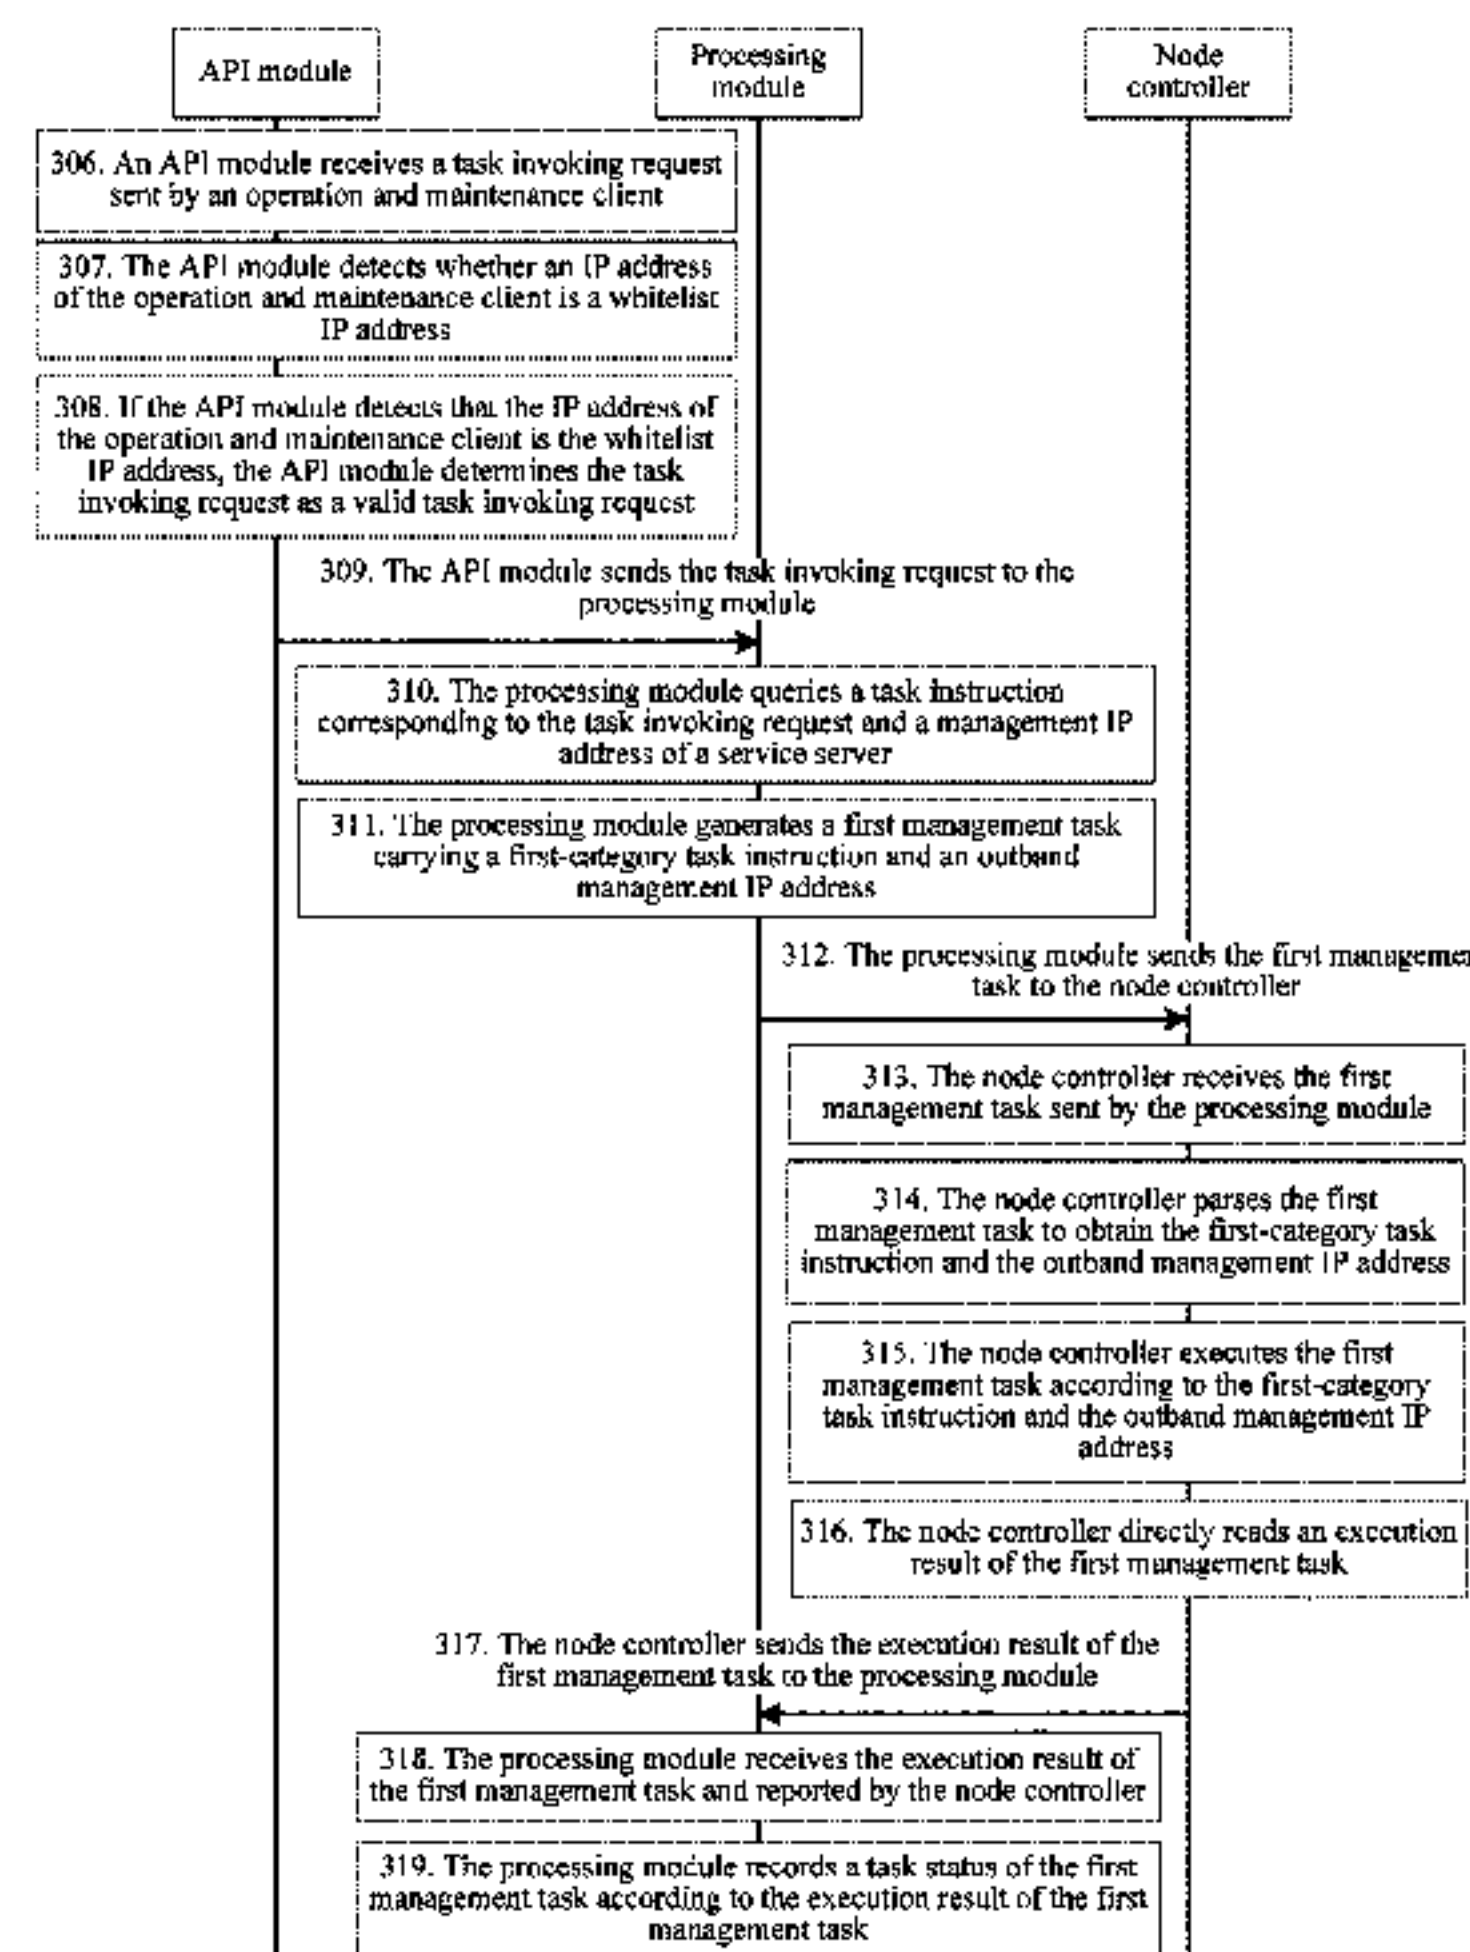 API module
Processing
module
Node
controller
306. An API module receives a task invoking request
sent by an operation and maintenance client
307. The API module detects whether an IP address
of the operation and maintenance client is a whitelist
IP address
308. If the API module detects that the IP address of
the operation and maintenance client is the whitelist
IP address, the API module determines the task
invoking request as a valid task invoking request
309. The API module sends the task invoking request to the
processing module
310. The processing module queries a task instruction
corresponding to the task invoking request and a management IP
address of a service server
311. The processing module generates a first management task
carrying a first-category task instruction and an outband
management IP address
312. The processing module sends the first managemen
task to the node controller
313. The node controller receives the first
management task sent by the processing module
314. The node controller parses the first
management task to obtain the first-category task
instruction and the outband management IP address
315. The node controller executes the first
management task according to the first-category
task instruction and the outband management IP
address
316. The node controller directly reads an execution
result of the first management task
317. The node controller sends the execution result of the
first management task to the processing module
318. The processing module receives the execution result of
the first management task and reported by the node controller
319. The processing module records a task status of the first
management task according to the execution result of the first
management task